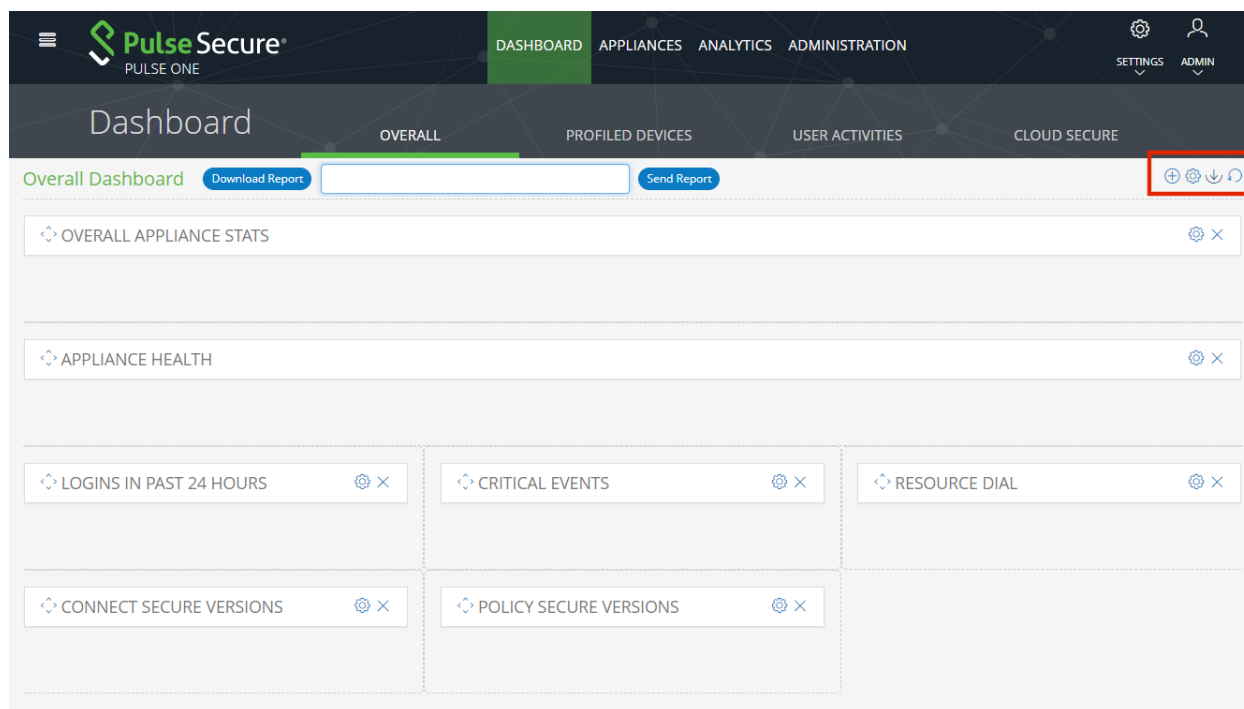 Pulse Secure®
PULSE ONE
DASHBOARD APPLIANCES ANALYTICS ADMINISTRATION
SETTINGS ADMIN
Dashboard
OVERALL PROFILED DEVICES USER ACTIVITIES CLOUD SECURE
Overall Dashboard Download Report Send Report
OVERALL APPLIANCE STATS
APPLIANCE HEALTH
LOGINS IN PAST 24 HOURS CRITICAL EVENTS RESOURCE DIAL
CONNECT SECURE VERSIONS POLICY SECURE VERSIONS